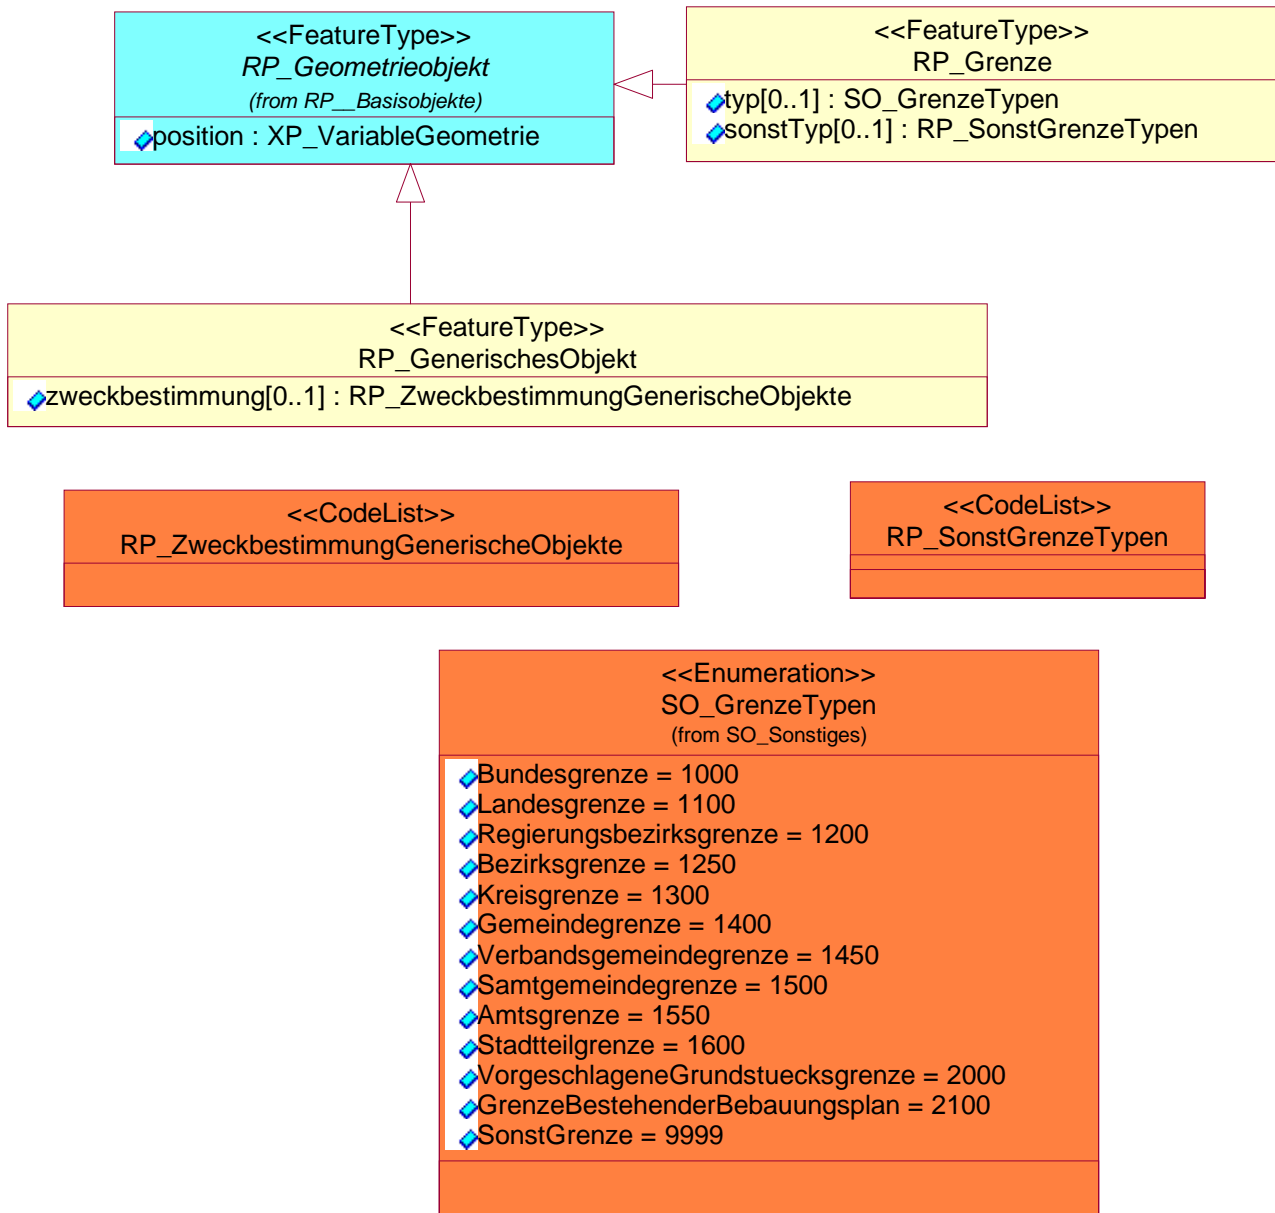 <<FeatureType>>
RP_Geometrieobjekt
(from RP__Basisobjekte)
position : XP_VariableGeometrie
<<FeatureType>>
RP_Grenze
typ[0..1] : SO_GrenzeTypen
sonstTyp[0..1] : RP_SonstGrenzeTypen
<<FeatureType>>
RP_GenerischesObjekt
zweckbestimmung[0..1] : RP_ZweckbestimmungGenerischeObjekte
<<CodeList>>
RP_ZweckbestimmungGenerischeObjekte
<<CodeList>>
RP_SonstGrenzeTypen
<<Enumeration>>
SO_GrenzeTypen
(from SO_Sonstiges)
Bundesgrenze = 1000
Landesgrenze = 1100
Regierungsbezirksgrenze = 1200
Bezirksgrenze = 1250
Kreisgrenze = 1300
Gemeindegrenze = 1400
Verbandsgemeindegrenze = 1450
Samtgemeindegrenze = 1500
Amtsgrenze = 1550
Stadtteilgrenze = 1600
VorgeschlageneGrundstuecksgrenze = 2000
GrenzeBestehenderBebauungsplan = 2100
SonstGrenze = 9999